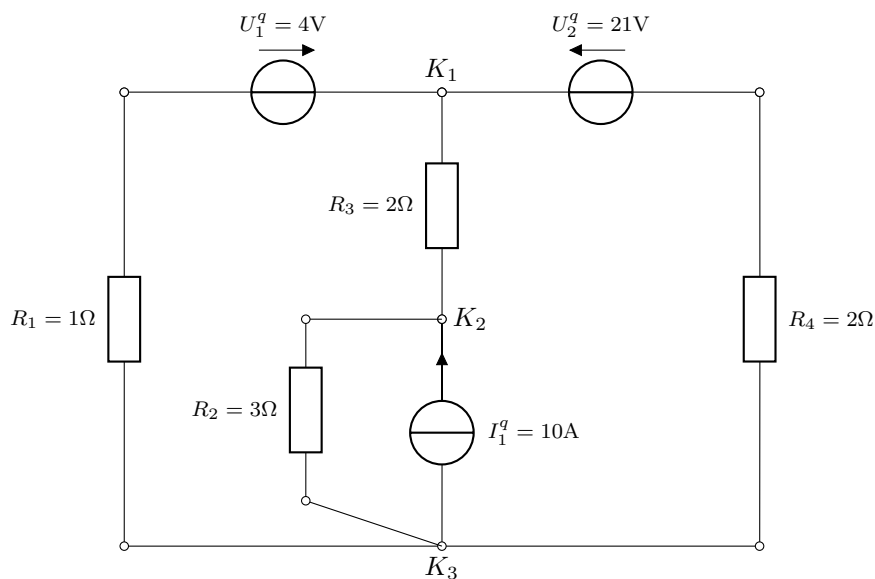 U_1^q = 4V
U_2^q = 21V
K_1
R_3 = 2Ω
R_1 = 1Ω
K_2
R_4 = 2Ω
R_2 = 3Ω
I_1^q = 10A
K_3